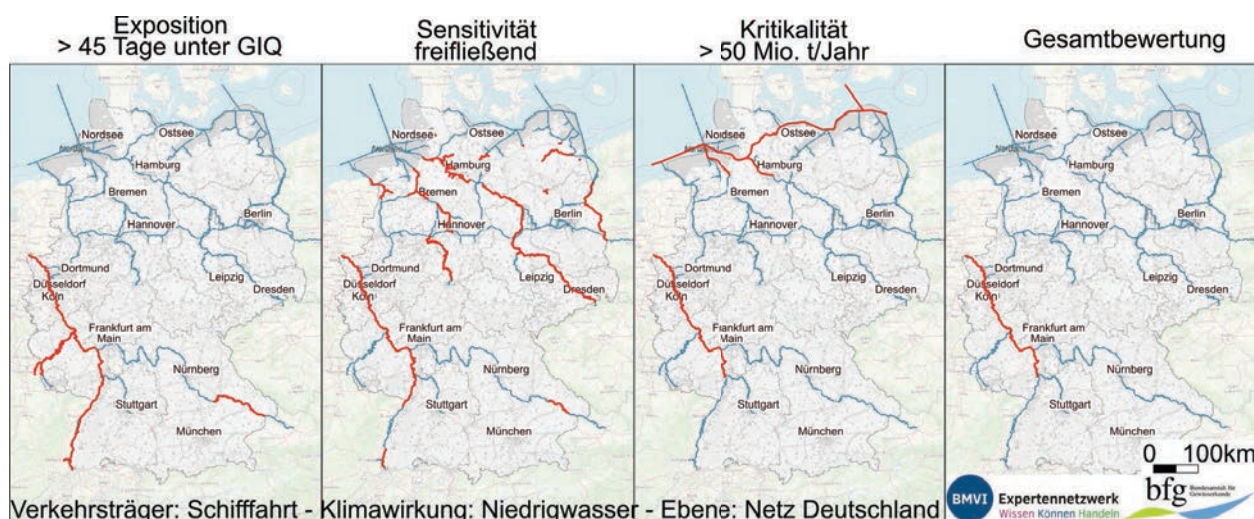 Exposition
> 45 Tage unter GlQ
Sensitivität
freifließend
Kritikalität
> 50 Mio. t/Jahr
Gesamtbewertung
Nordsee
Ostsee
Hamburg
Bremen
Berlin
Hannover
Dortmund
Düsseldorf
Köln
Leipzig
Dresden
Frankfurt am
Main
Nürnberg
Stuttgart
München
Nordsee
Ostsee
Hamburg
Bremen
Berlin
Hannover
Dortmund
Düsseldorf
Köln
Leipzig
Dresden
Frankfurt am
Main
Nürnberg
Stuttgart
München
Nordsee
Ostsee
Hamburg
Bremen
Berlin
Hannover
Dortmund
Düsseldorf
Köln
Leipzig
Dresden
Frankfurt am
Main
Nürnberg
Stuttgart
München
Nordsee
Ostsee
Hamburg
Bremen
Berlin
Hannover
Dortmund
Düsseldorf
Köln
Leipzig
Dresden
Frankfurt am
Main
Nürnberg
Stuttgart
München
0 100km
Verkehrsträger: Schifffahrt - Klimawirkung: Niedrigwasser - Ebene: Netz Deutschland
BMVI Expertennetzwerk
Wissen Können Handeln
bfg Bundesanstalt für
Gewässerkunde